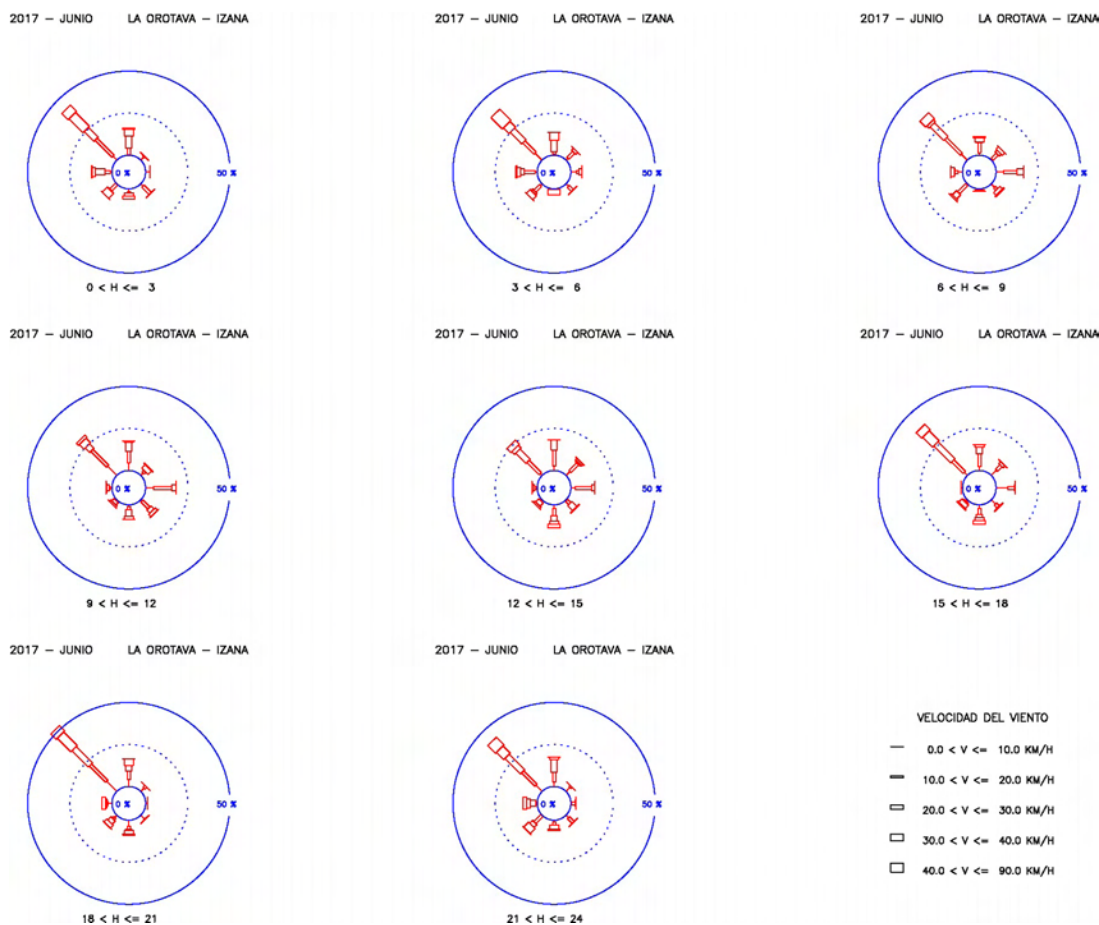 2017 – JUNIO LA OROTAVA – IZANA
2017 – JUNIO LA OROTAVA – IZANA
2017 – JUNIO LA OROTAVA – IZANA
0 % 50 %
0 % 50 %
0 % 50 %
0 < H <= 3
3 < H <= 6
6 < H <= 9
2017 – JUNIO LA OROTAVA – IZANA
2017 – JUNIO LA OROTAVA – IZANA
2017 – JUNIO LA OROTAVA – IZANA
0 % 50 %
0 % 50 %
0 % 50 %
9 < H <= 12
12 < H <= 15
15 < H <= 18
2017 – JUNIO LA OROTAVA – IZANA
2017 – JUNIO LA OROTAVA – IZANA
0 % 50 %
0 % 50 %
18 < H <= 21
21 < H <= 24
VELOCIDAD DEL VIENTO
0.0 < V <= 10.0 KM/H
10.0 < V <= 20.0 KM/H
20.0 < V <= 30.0 KM/H
30.0 < V <= 40.0 KM/H
40.0 < V <= 90.0 KM/H